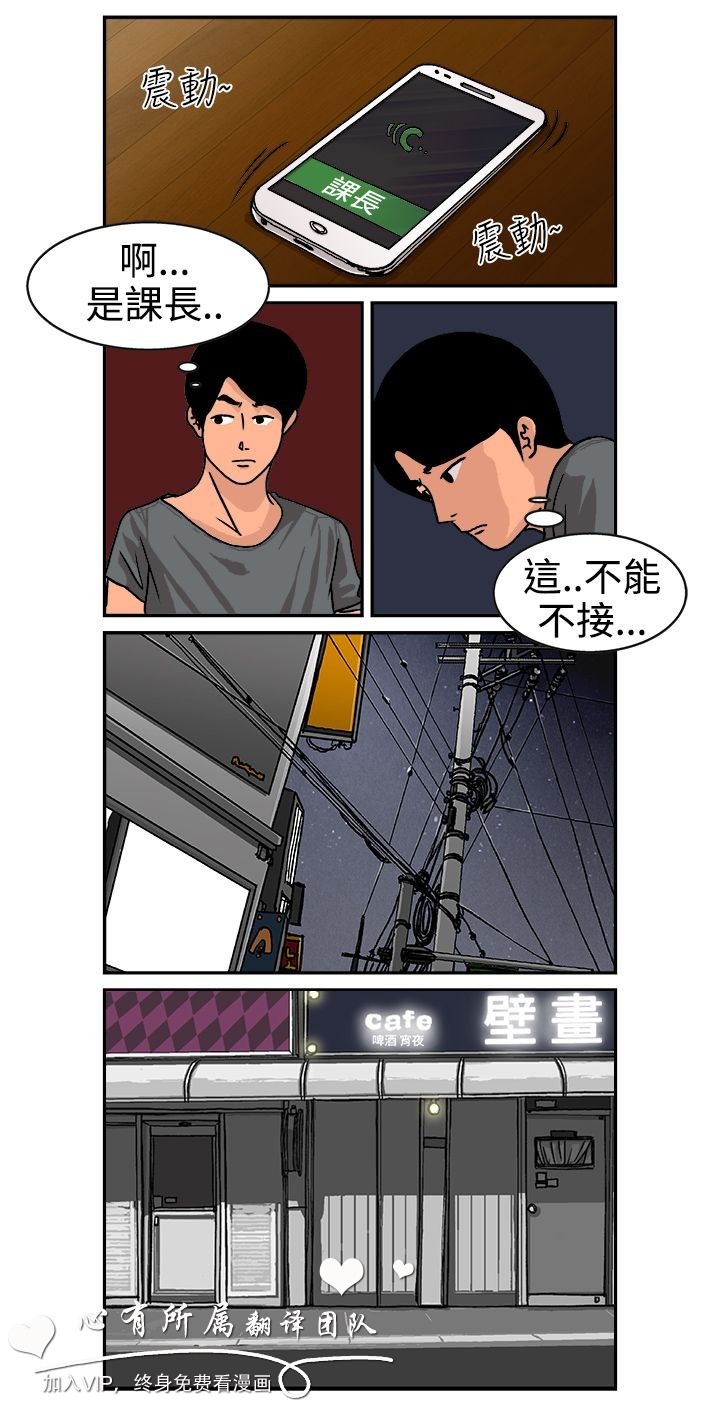 震動~
課長
震動~
啊...
是課長..
這..不能
不接...
cafe
啤酒 宵夜
壁畫
心有所属翻译团队
加入VIP，终身免费看漫画